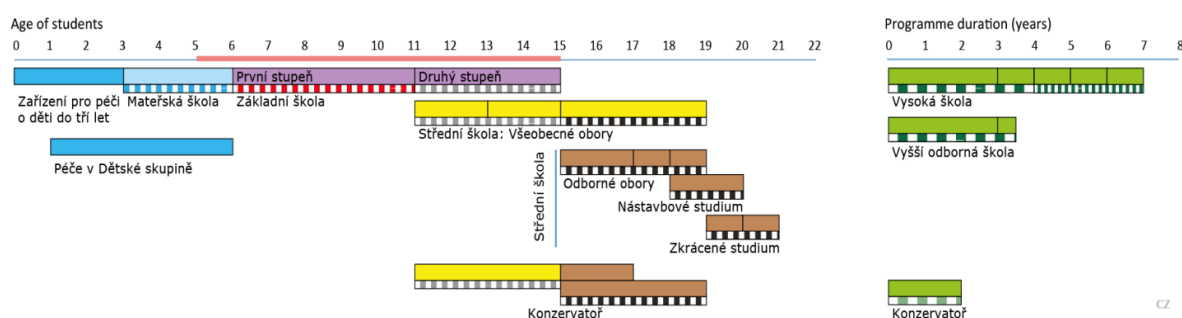 Age of students
Programme duration (years)
0 1 2 3 4 5 6 7 8 9 10 11 12 13 14 15 16 17 18 19 20 21 22
0 1 2 3 4 5 6 7 8
První stupeň
Druhý stupeň
Zařízení pro péči
o děti do tří let
Mateřská škola
Základní škola
Vysoká škola
Střední škola: Všeobecné obory
Vyšší odborná škola
Péče v Dětské skupině
Střední škola
Odborné obory
Nástavbové studium
Zkrácené studium
Konzervatoř
Konzervatoř
CZ